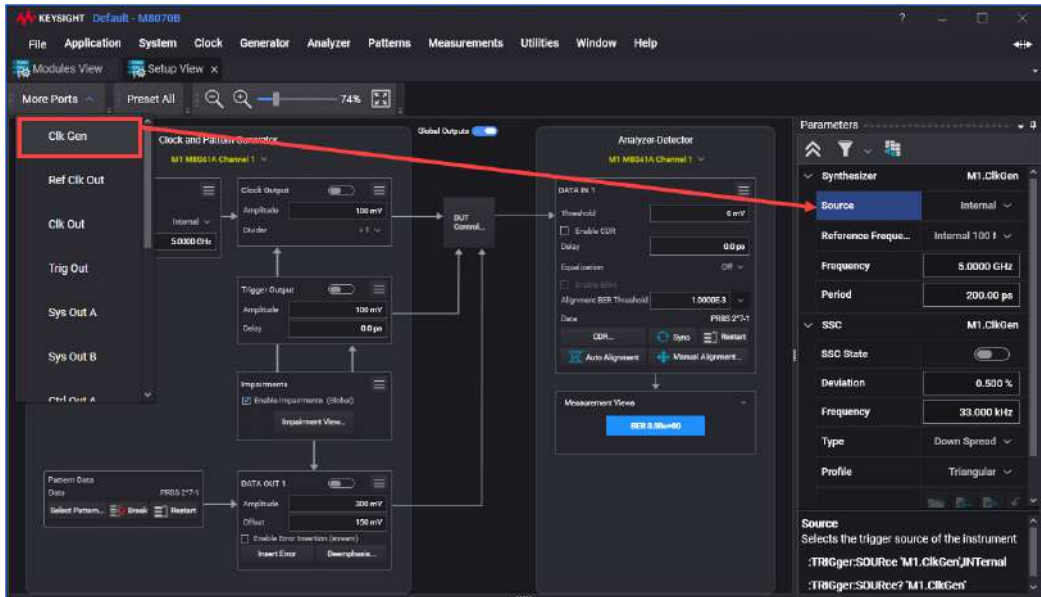 KEYSIGHT Default - M8070B
File Application System Clock Generator Analyzer Patterns Measurements Utilities Window Help
Modules View Setup View ×
More Ports Preset All 74%
Clk Gen
Ref Clk Out
Clk Out
Trig Out
Sys Out A
Sys Out B
Ctrl Out A
Clock and Pattern Generator
M1 M8041A Channel 1
Internal
5.0000 GHz
Clock Output
Amplitude 100 mV
Divider ÷1
Trigger Output
Amplitude 100 mV
Delay 0.0 ps
Impairments
Enable Impairments (Global)
Impairment View...
Pattern Data
Data PRBS 2^7-1
Select Pattern... Break Restart
DATA OUT 1
Amplitude 300 mV
Offset 150 mV
Enable Error Insertion (stream)
Insert Error Deemphasis...
Global Outputs
DUT
Control...
Analyzer-Detector
M1 M8041A Channel 1
DATA IN 1
Threshold 0 mV
Enable CDR
Delay 0.0 ps
Equalization Off
Alignment BER Threshold 1.0000E-3
Data PRBS 2^7-1
CDR... Sync Restart
Auto Alignment Manual Alignment...
Measurement Views
BER 0.00e+00
Parameters
Synthesizer M1.ClkGen
Source Internal
Reference Freque... Internal 100 M
Frequency 5.0000 GHz
Period 200.00 ps
SSC M1.ClkGen
SSC State
Deviation 0.500 %
Frequency 33.000 kHz
Type Down Spread
Profile Triangular
Source
Selects the trigger source of the instrument
:TRIGger:SOURce 'M1.ClkGen',INTernal
:TRIGger:SOURce? 'M1.ClkGen'